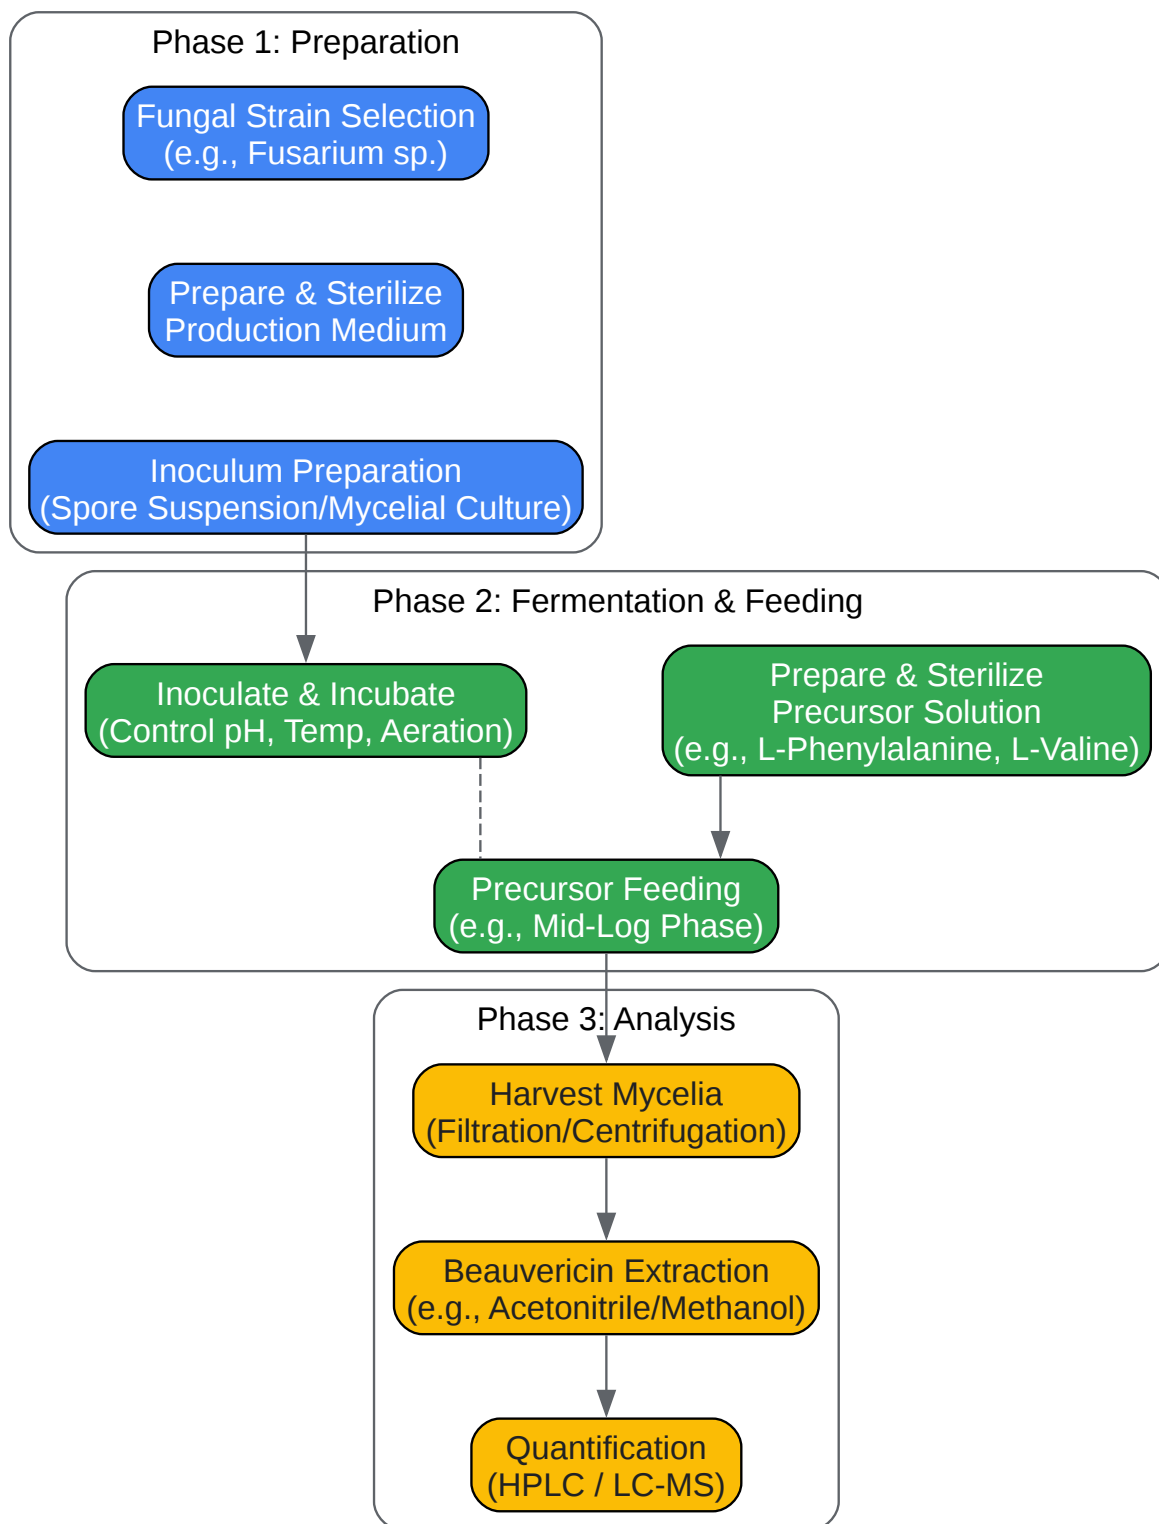 Phase 1: Preparation
Fungal Strain Selection
(e.g., Fusarium sp.)
Prepare & Sterilize
Production Medium
Inoculum Preparation
(Spore Suspension/Mycelial Culture)
Phase 2: Fermentation & Feeding
Inoculate & Incubate
(Control pH, Temp, Aeration)
Prepare & Sterilize
Precursor Solution
(e.g., L-Phenylalanine, L-Valine)
Precursor Feeding
(e.g., Mid-Log Phase)
Phase 3: Analysis
Harvest Mycelia
(Filtration/Centrifugation)
Beauvericin Extraction
(e.g., Acetonitrile/Methanol)
Quantification
(HPLC / LC-MS)